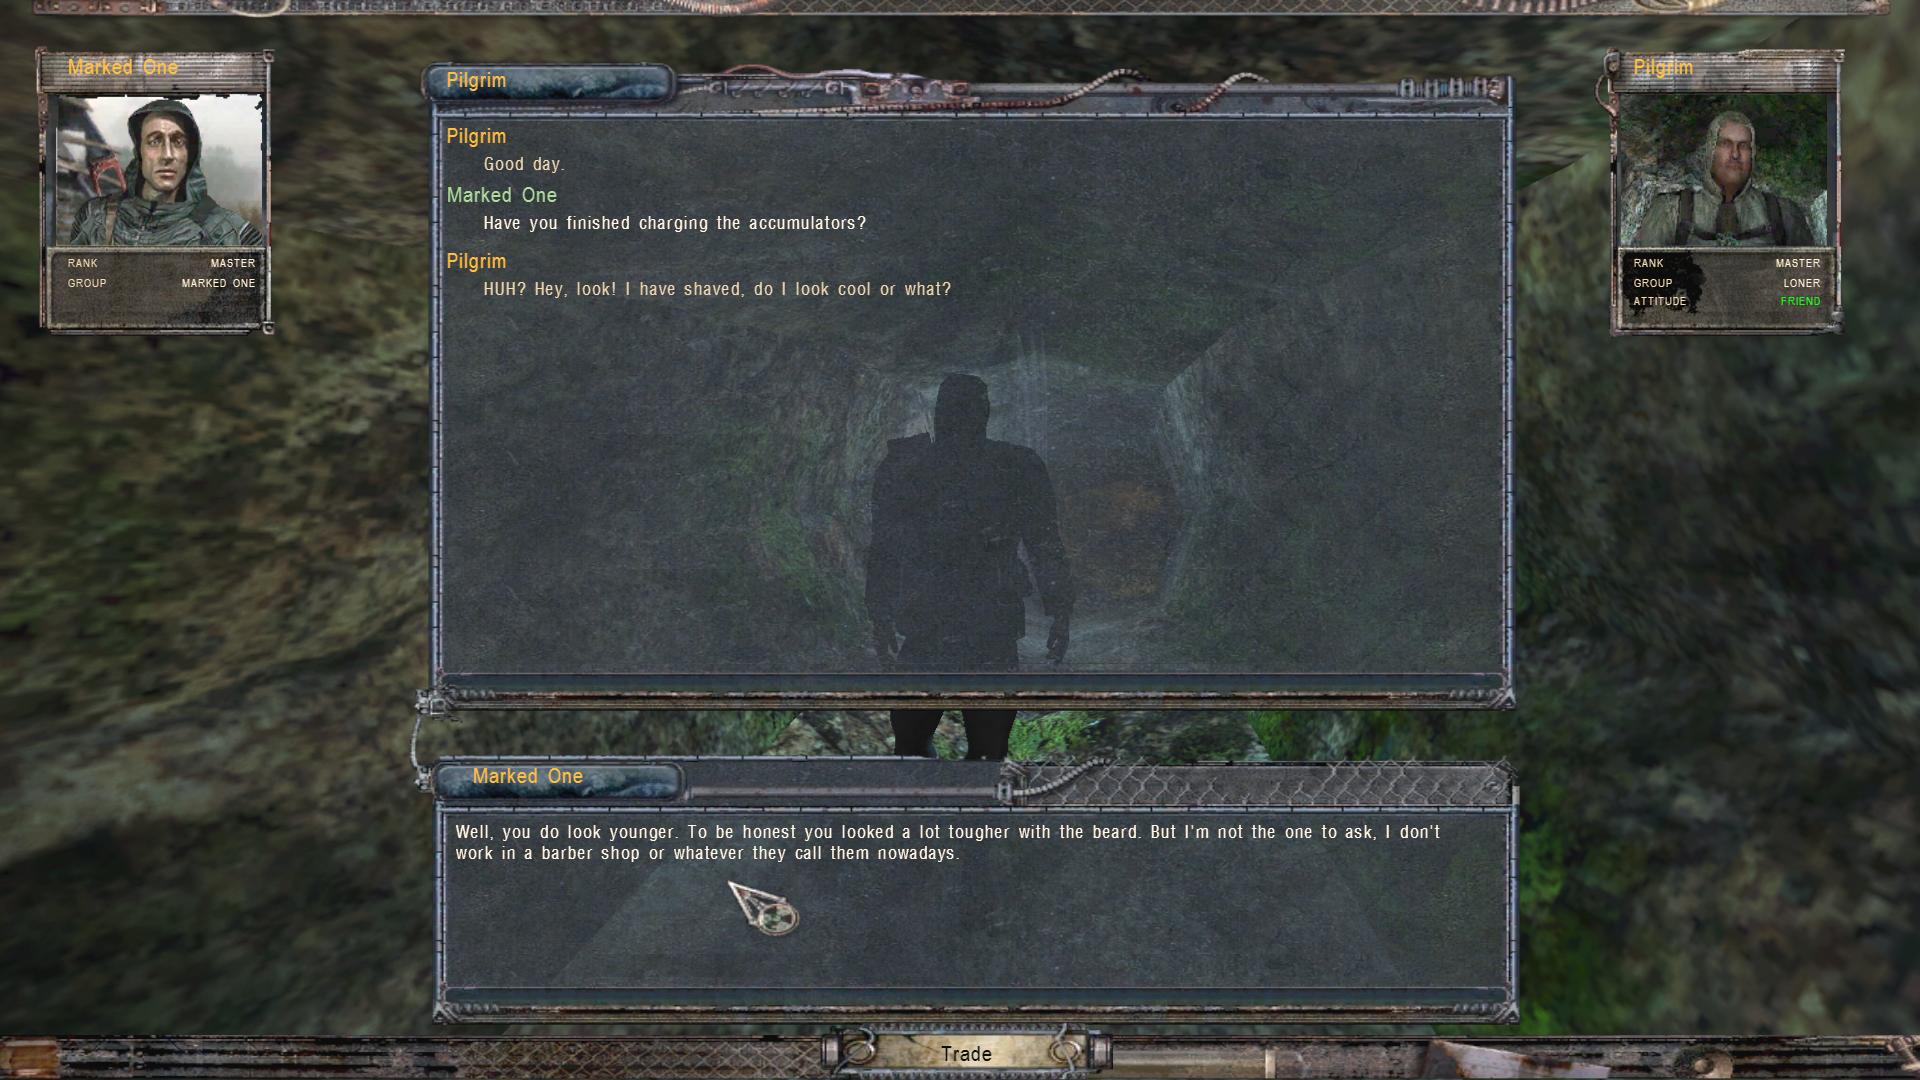 Marked One
RANK MASTER
GROUP MARKED ONE
Pilgrim
Pilgrim
Good day.
Marked One
Have you finished charging the accumulators?
Pilgrim
HUH? Hey, look! I have shaved, do I look cool or what?
Pilgrim
RANK MASTER
GROUP LONER
ATTITUDE FRIEND
Marked One
Well, you do look younger. To be honest you looked a lot tougher with the beard. But I'm not the one to ask, I don't
work in a barber shop or whatever they call them nowadays.
Trade